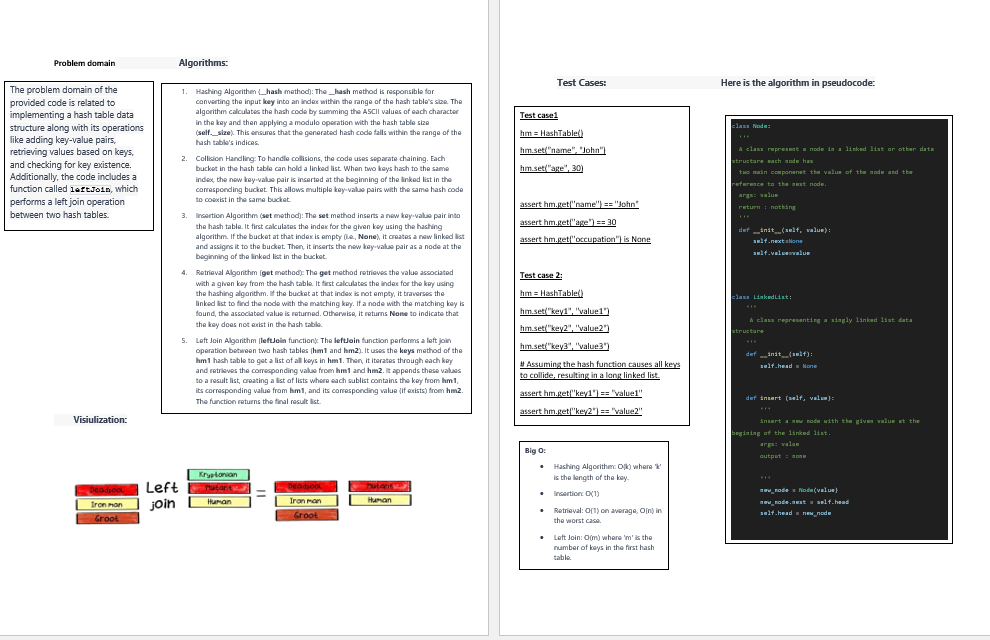 Problem domain
Algorithms:
The problem domain of the
provided code is related to
implementing a hash table data
structure along with its operations
like adding key-value pairs,
retrieving values based on keys,
and checking for key existence.
Additionally, the code includes a
function called leftJoin, which
performs a left join operation
between two hash tables.
1. Hashing Algorithm (__hash method): The __hash method is responsible for
converting the input key into an index within the range of the hash table's size. The
algorithm calculates the hash code by summing the ASCII values of each character
in the key and then applying a modulo operation with the hash table size
(self.__size). This ensures that the generated hash code falls within the range of the
hash table's indices.
2. Collision Handling: To handle collisions, the code uses separate chaining. Each
bucket in the hash table can hold a linked list. When two keys hash to the same
index, the new key-value pair is inserted at the beginning of the linked list in the
corresponding bucket. This allows multiple key-value pairs with the same hash code
to coexist in the same bucket.
3. Insertion Algorithm (set method): The set method inserts a new key-value pair into
the hash table. It first calculates the index for the given key using the hashing
algorithm. If the bucket at that index is empty (i.e., None), it creates a new linked list
and assigns it to the bucket. Then, it inserts the new key-value pair as a node at the
beginning of the linked list in the bucket.
4. Retrieval Algorithm (get method): The get method retrieves the value associated
with a given key from the hash table. It first calculates the index for the key using
the hashing algorithm. If the bucket at that index is not empty, it traverses the
linked list to find the node with the matching key. If a node with the matching key is
found, the associated value is returned. Otherwise, it returns None to indicate that
the key does not exist in the hash table.
5. Left Join Algorithm (leftJoin function): The leftJoin function performs a left join
operation between two hash tables (hm1 and hm2). It uses the keys method of the
hm1 hash table to get a list of all keys in hm1. Then, it iterates through each key
and retrieves the corresponding value from hm1 and hm2. It appends these values
to a result list, creating a list of lists where each sublist contains the key from hm1,
its corresponding value from hm1, and its corresponding value (if exists) from hm2.
The function returns the final result list.
Visiulization:
Deadpool
Iron man
Groot
Left
join
Kryptonian
Mutant
Human
=
Deadpool
Iron man
Groot
Mutant
Human
Test Cases:
Test case1
hm = HashTable()
hm.set("name", "John")
hm.set("age", 30)
assert hm.get("name") == "John"
assert hm.get("age") == 30
assert hm.get("occupation") is None
Test case 2:
hm = HashTable()
hm.set("key1", "value1")
hm.set("key2", "value2")
hm.set("key3", "value3")
# Assuming the hash function causes all keys
to collide, resulting in a long linked list.
assert hm.get("key1") == "value1"
assert hm.get("key2") == "value2"
Big O:
• Hashing Algorithm: O(k) where 'k'
is the length of the key.
• Insertion: O(1)
• Retrieval: O(1) on average, O(n) in
the worst case.
• Left Join: O(m) where 'm' is the
number of keys in the first hash
table.
Here is the algorithm in pseudocode:
class Node:
'''
A class represent a node in a linked list or other data
structure each node has
two main componenet the value of the node and the
reference to the next node.
args: value
return : nothing
'''
def __init__(self, value):
self.next=None
self.value=value
class LinkedList:
'''
A class representing a singly linked list data
structure
'''
def __init__(self):
self.head = None
def insert (self, value):
'''
insert a new node with the given value at the
begining of the linked list.
args: value
output : none
'''
new_node = Node(value)
new_node.next = self.head
self.head = new_node